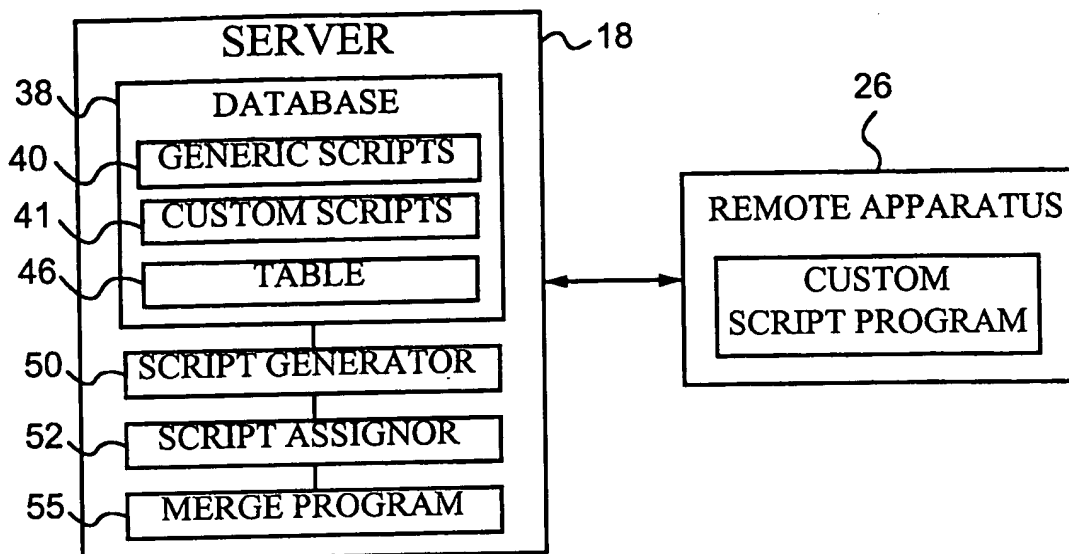 SERVER
18
38
DATABASE
40
GENERIC SCRIPTS
41
CUSTOM SCRIPTS
46
TABLE
50
SCRIPT GENERATOR
52
SCRIPT ASSIGNOR
55
MERGE PROGRAM
26
REMOTE APPARATUS
CUSTOM
SCRIPT PROGRAM